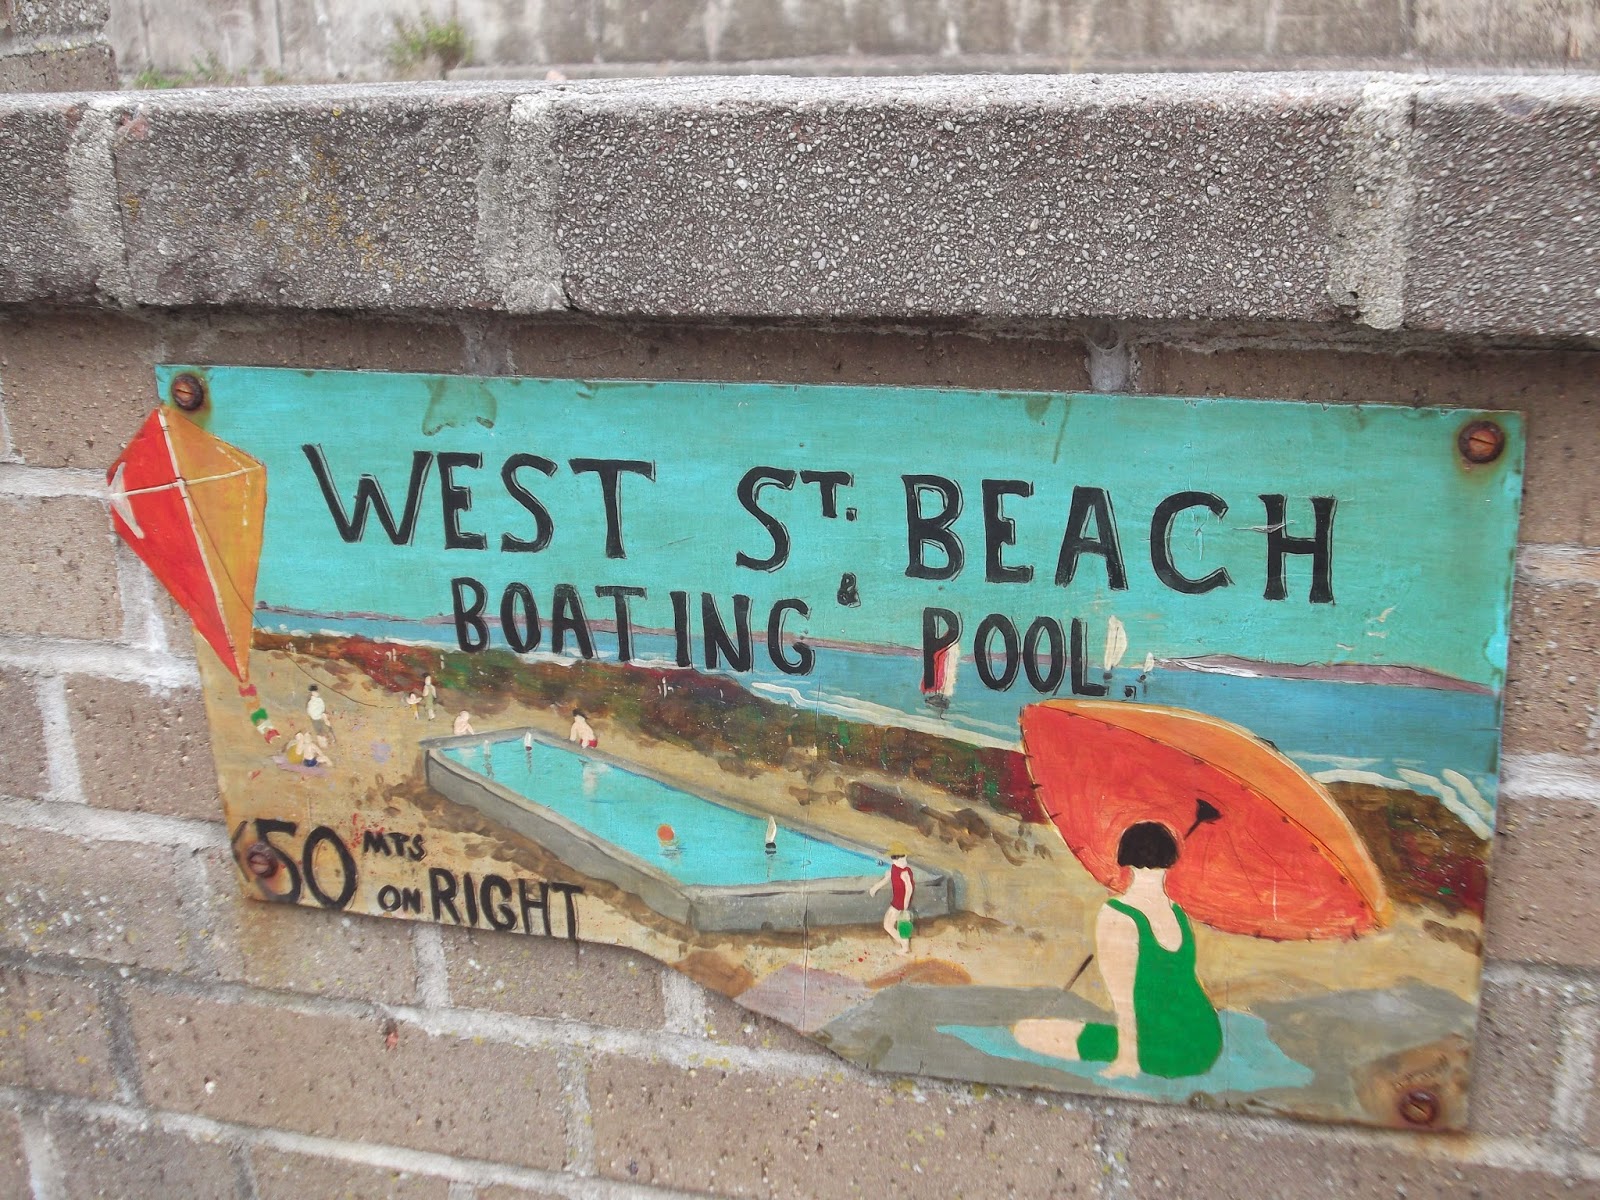 WEST ST. BEACH
& 
BOATING POOL.
50 MTS
ON RIGHT